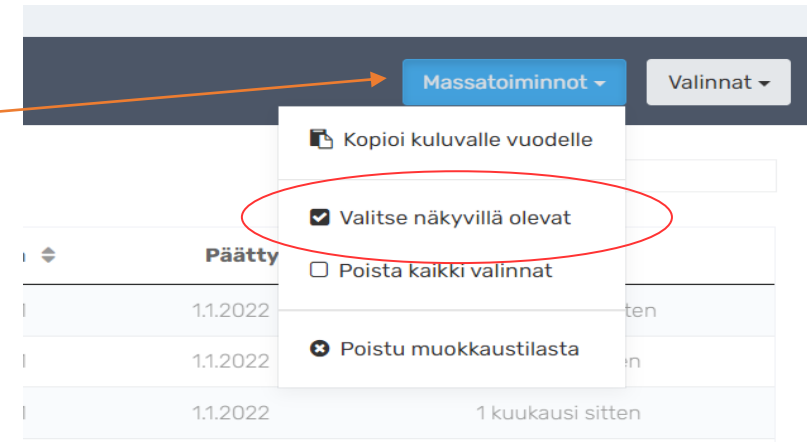 Massatoiminnot Valinnat
Kopioi kuluvalle vuodelle
Valitse näkyvillä olevat
Päätty
Poista kaikki valinnat
1.1.2022
Poistu muokkaustilasta
1.1.2022
1.1.2022 1 kuukausi sitten